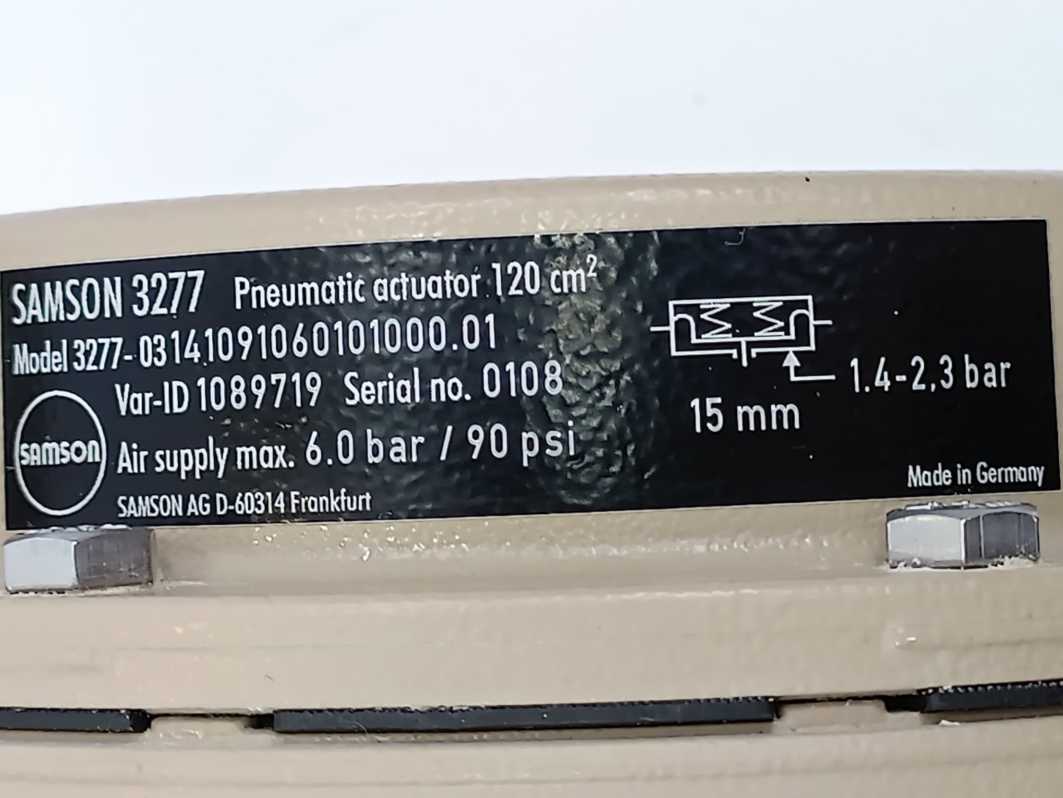 SAMSON 3277 Pneumatic actuator 120 cm²
Model 3277-03141091060101000.01
Var-ID 1089719 Serial no. 0108
SAMSON
Air supply max. 6.0 bar / 90 psi
SAMSON AG D-60314 Frankfurt
1.4-2,3 bar
15 mm
Made in Germany